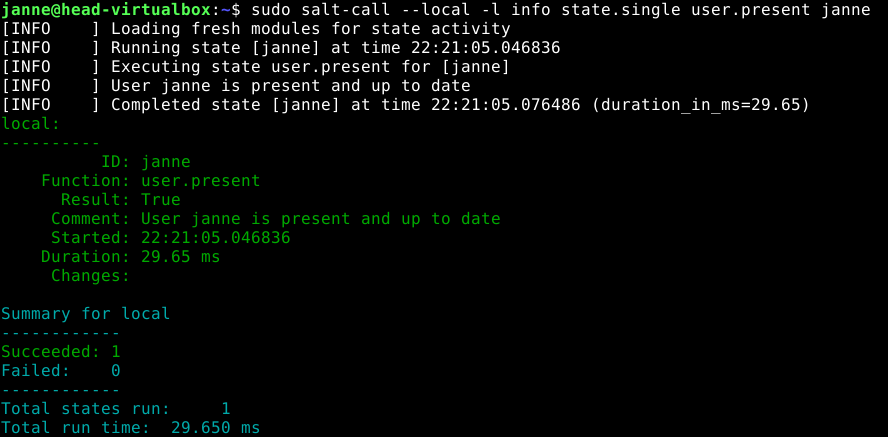 janne@head-virtualbox:~$ sudo salt-call --local -l info state.single user.present janne
[INFO    ] Loading fresh modules for state activity
[INFO    ] Running state [janne] at time 22:21:05.046836
[INFO    ] Executing state user.present for [janne]
[INFO    ] User janne is present and up to date
[INFO    ] Completed state [janne] at time 22:21:05.076486 (duration_in_ms=29.65)
local:
----------
          ID: janne
    Function: user.present
      Result: True
     Comment: User janne is present and up to date
     Started: 22:21:05.046836
    Duration: 29.65 ms
     Changes:

Summary for local
------------
Succeeded: 1
Failed:    0
------------
Total states run:     1
Total run time:  29.650 ms